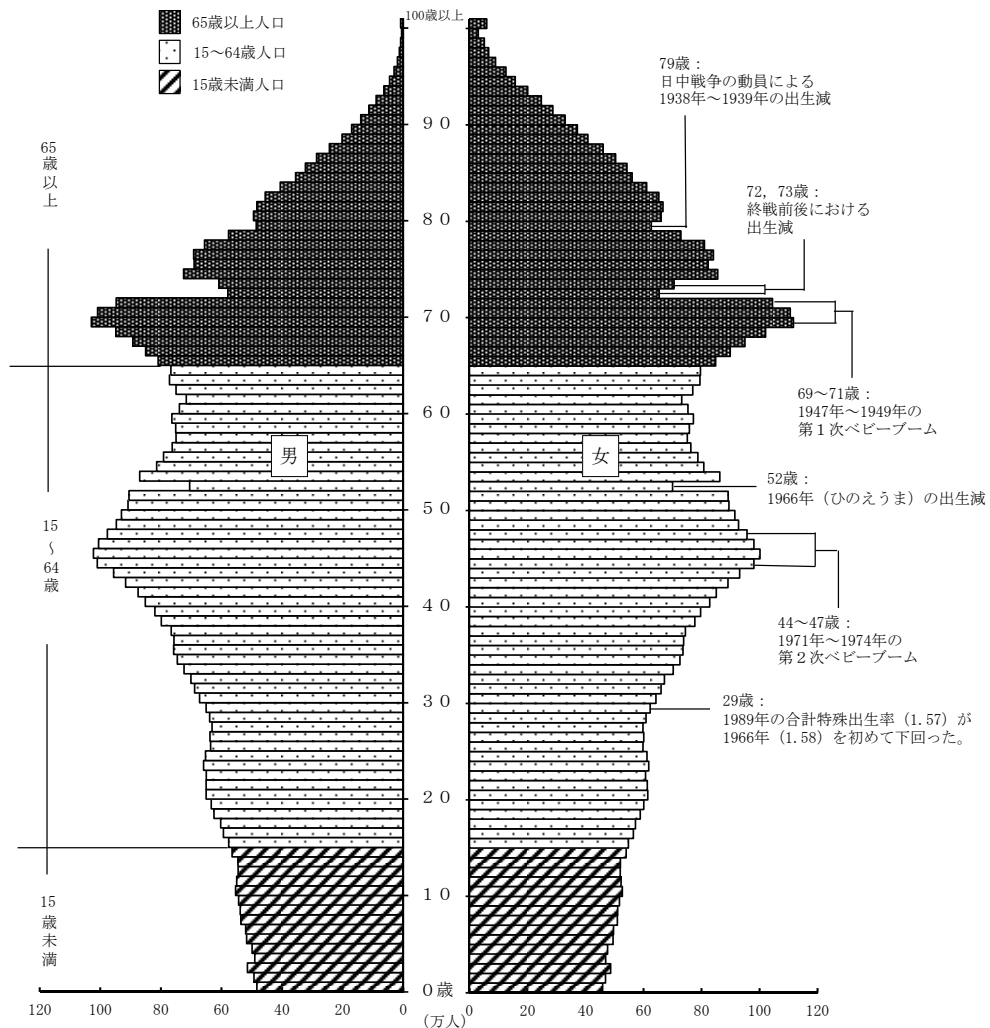 65歳以上人口
15～64歳人口
15歳未満人口
100歳以上
90
80
70
60
50
40
30
20
10
0歳
65歳以上
15～64歳
15歳未満
男
女
79歳：
日中戦争の動員による
1938年～1939年の出生減
72, 73歳：
終戦前後における
出生減
69～71歳：
1947年～1949年の
第１次ベビーブーム
52歳：
1966年（ひのえうま）の出生減
44～47歳：
1971年～1974年の
第２次ベビーブーム
29歳：
1989年の合計特殊出生率（1.57）が
1966年（1.58）を初めて下回った。
120 100 80 60 40 20 0 0 20 40 60 80 100 120
（万人）